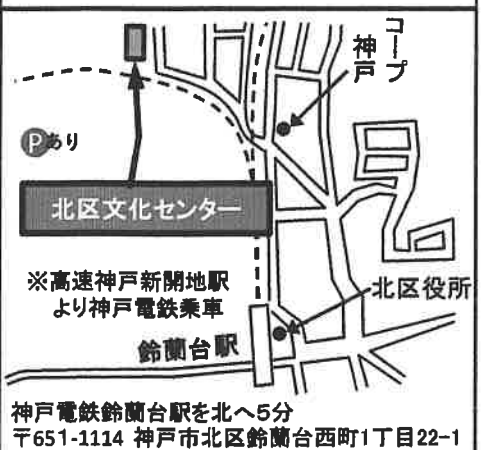 コープ
神戸
Pあり
北区文化センター
※高速神戸新開地駅
より神戸電鉄乗車
北区役所
鈴蘭台駅
神戸電鉄鈴蘭台駅を北へ5分
〒651-1114 神戸市北区鈴蘭台西町1丁目22-1